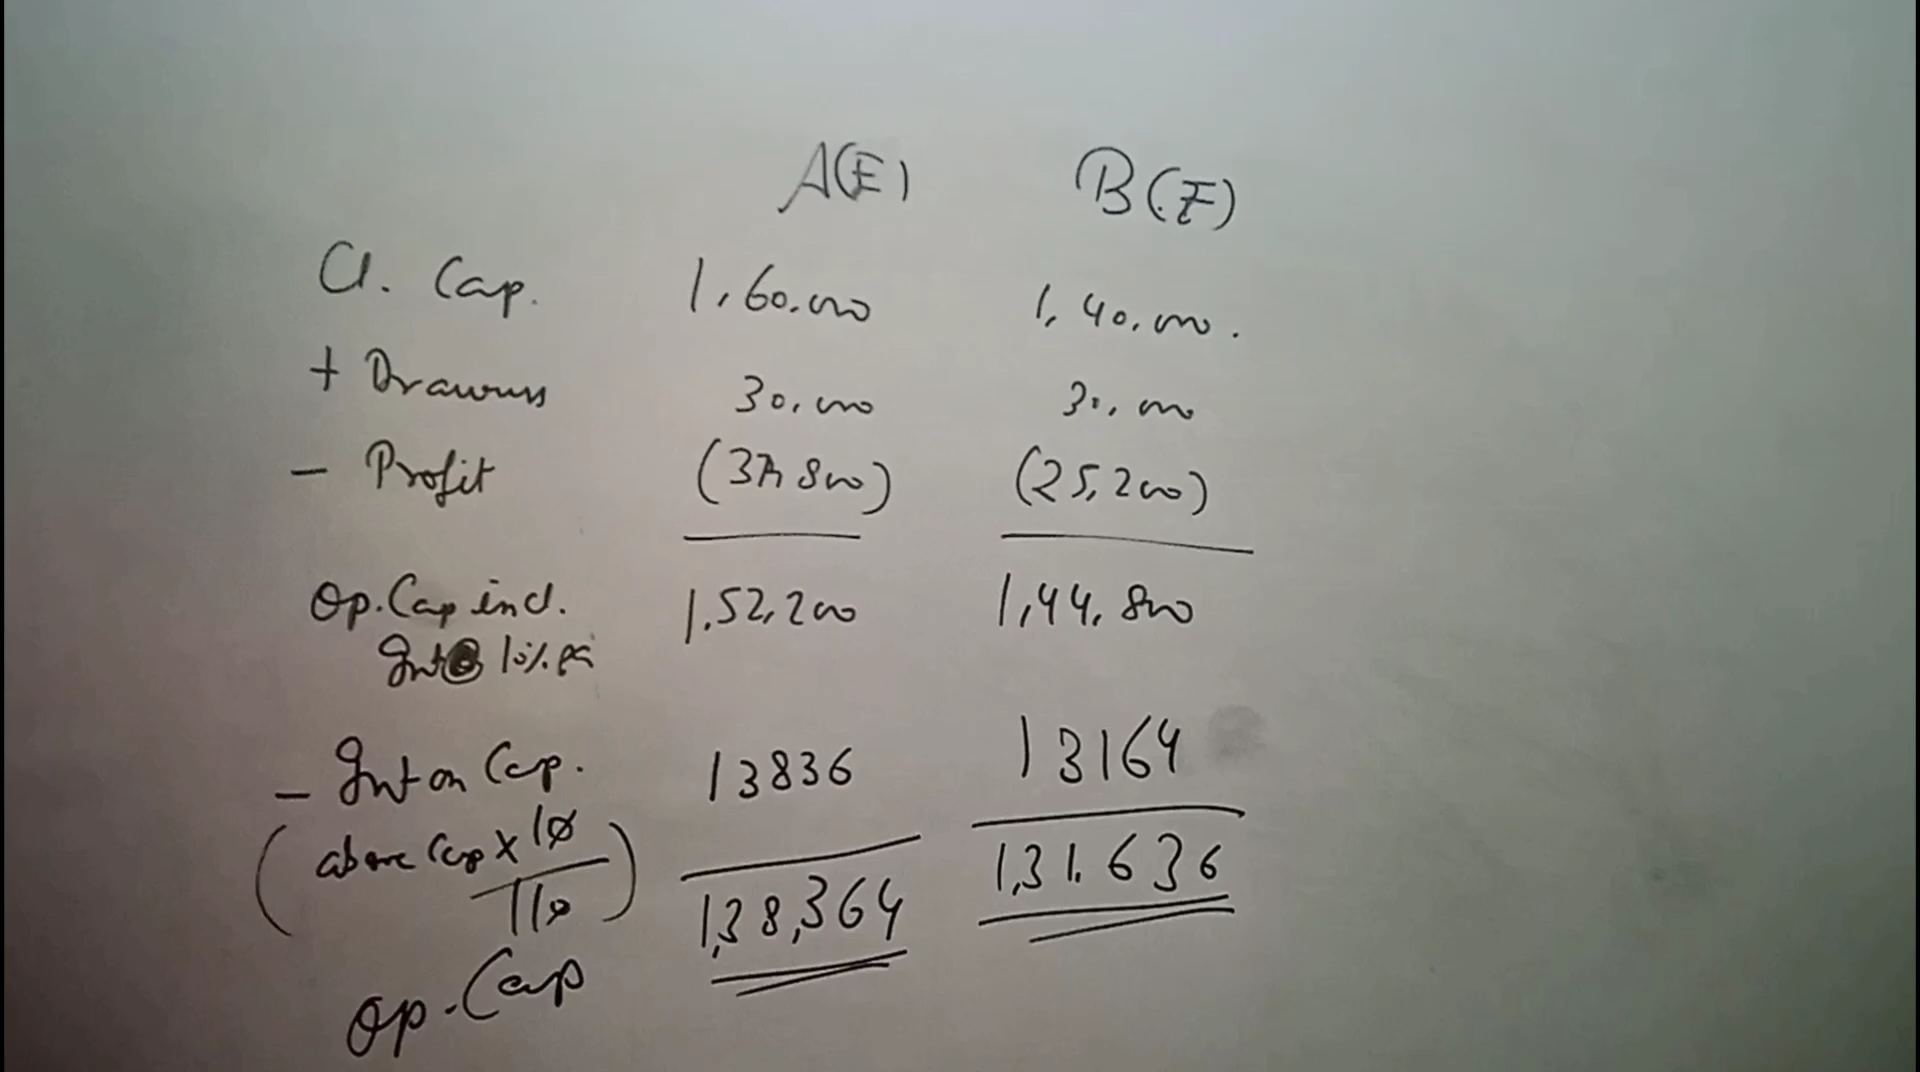 A(E) B(F)
Cl. Cap. 1,60,000 1,40,000.
+ Drawings 30,000 30,000
- Profit (37,800) (25,200)
Op. Cap incl. 1,52,200 1,44,800
Int @ 10% pa
- Int on Cap. 13836 13164
(above Cap x 10/110)
Op. Cap 1,38,364 1,31,636